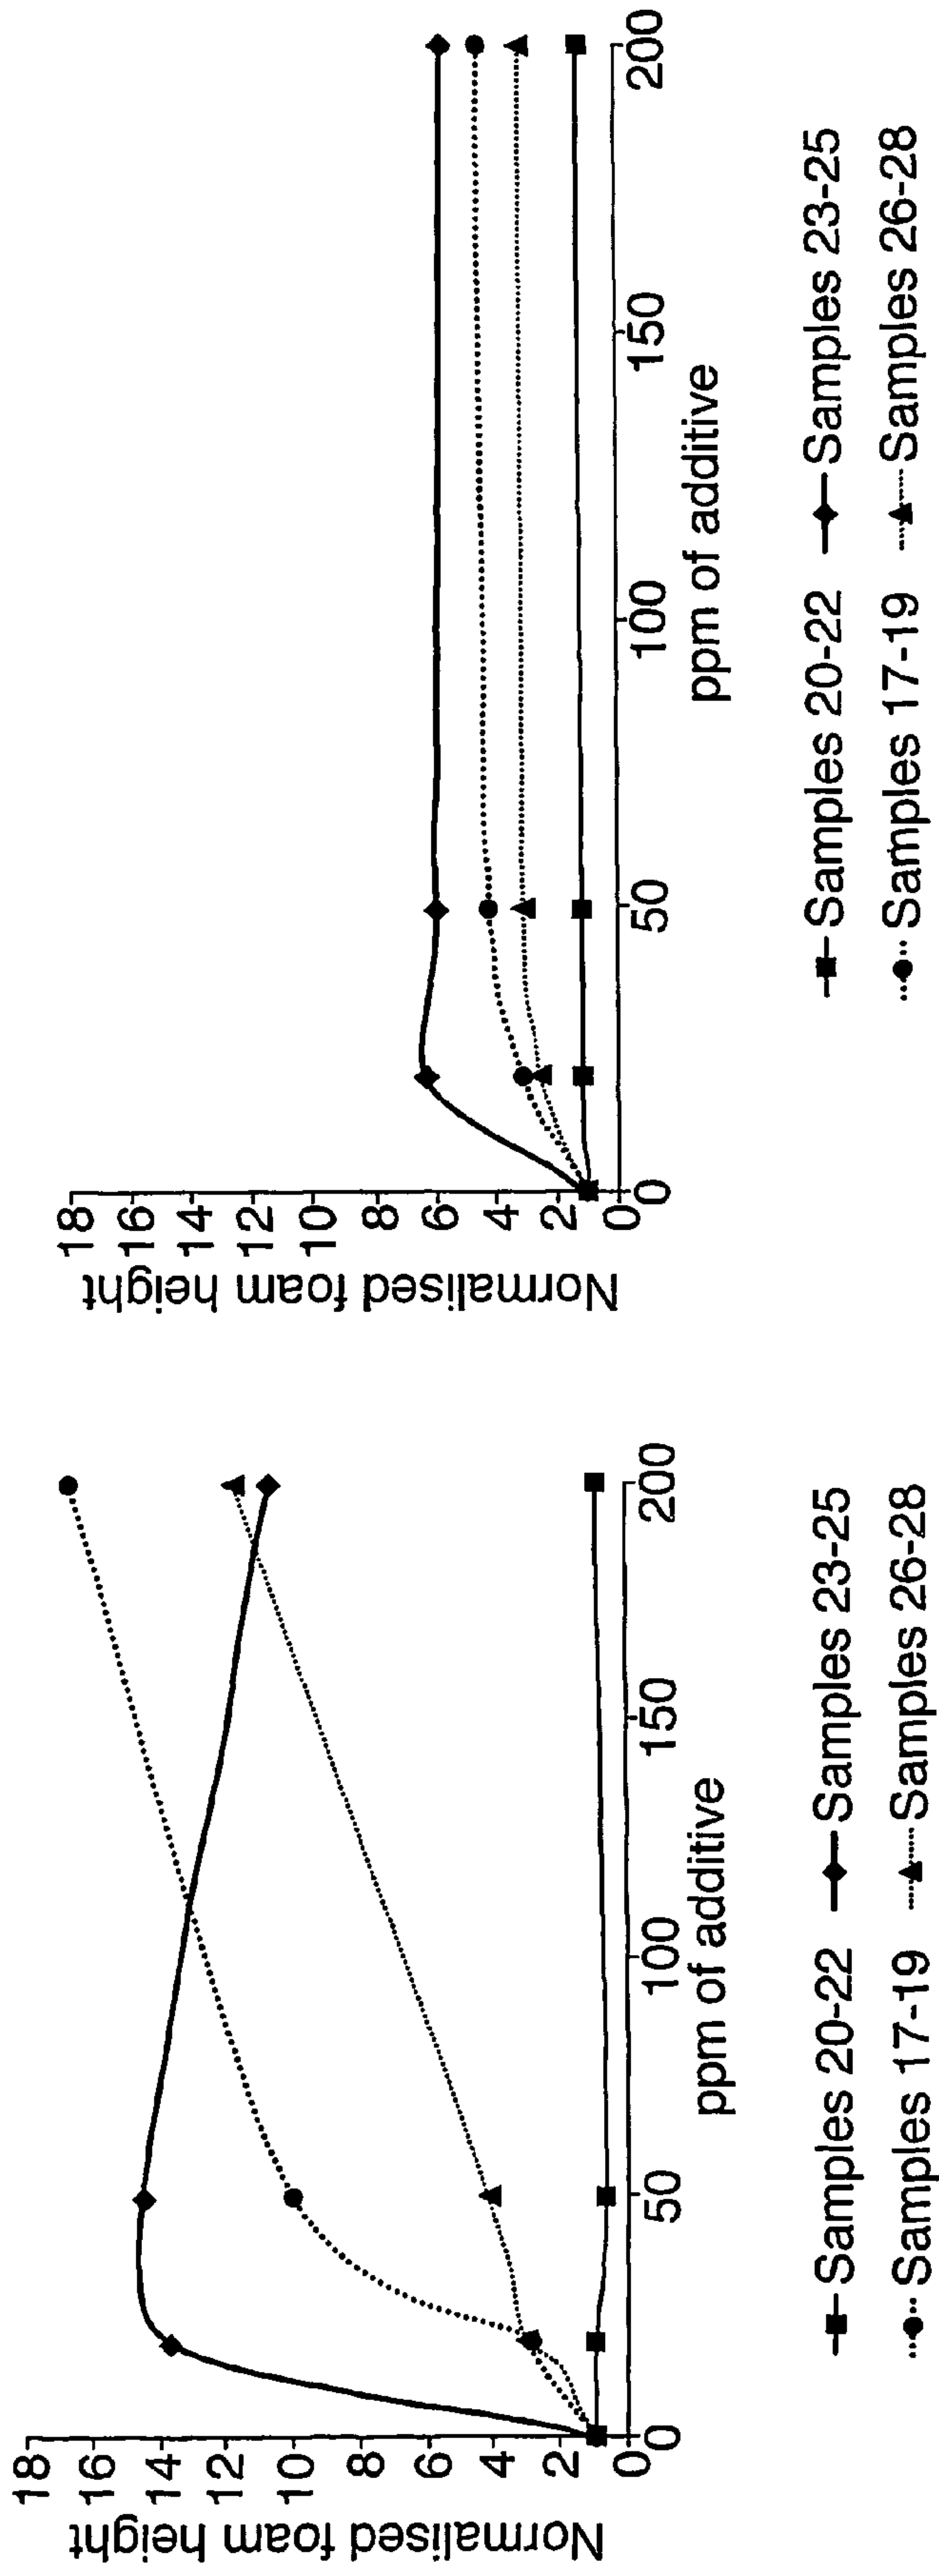 Normalised foam height
18
16
14
12
10
8
6
4
2
0
0 50 100 150 200
ppm of additive
Samples 20-22 Samples 23-25
Samples 17-19 Samples 26-28
Normalised foam height
18
16
14
12
10
8
6
4
2
0
0 50 100 150 200
ppm of additive
Samples 20-22 Samples 23-25
Samples 17-19 Samples 26-28